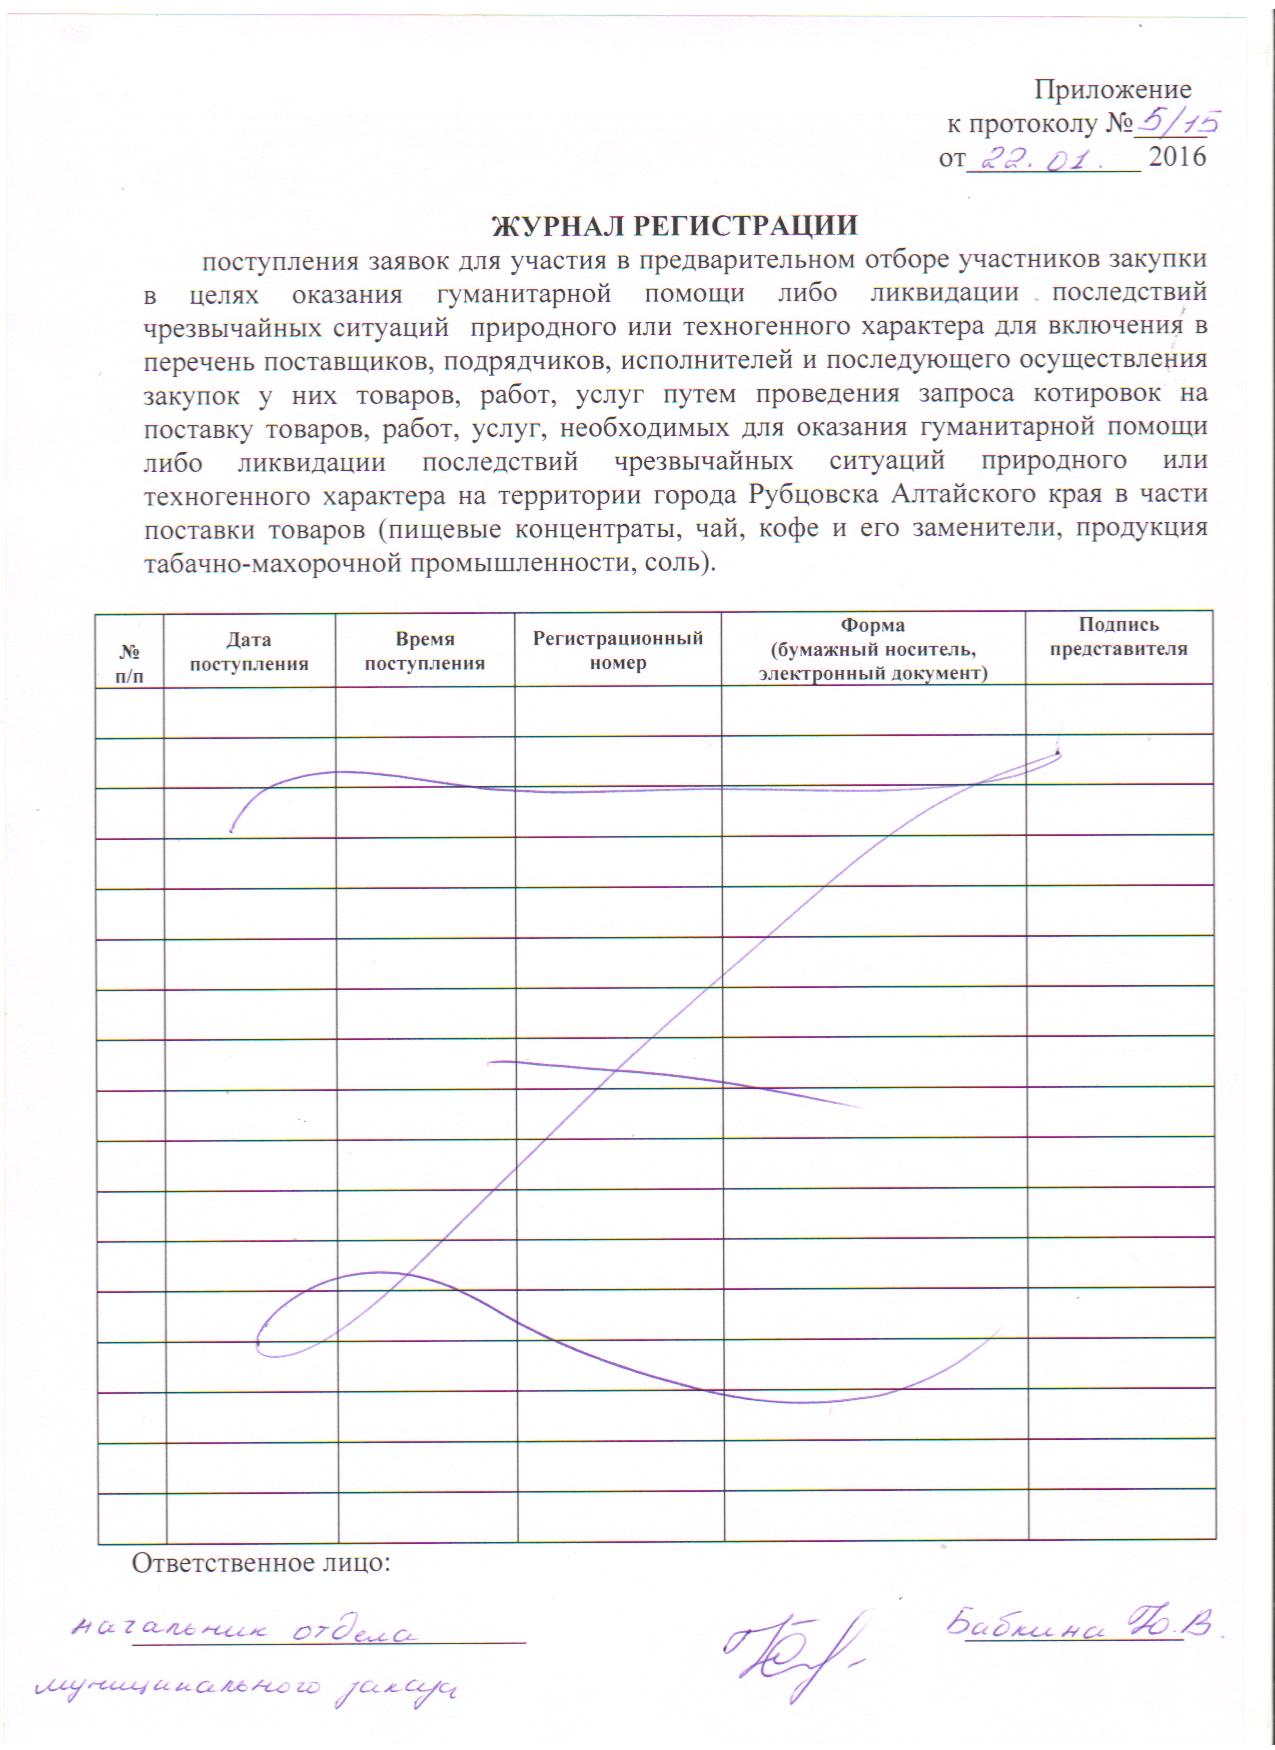 Приложение
к протоколу № 5/15
от 22.01. 2016
ЖУРНАЛ РЕГИСТРАЦИИ
поступления заявок для участия в предварительном отборе участников закупки
в целях оказания гуманитарной помощи либо ликвидации последствий
чрезвычайных ситуаций природного или техногенного характера для включения в
перечень поставщиков, подрядчиков, исполнителей и последующего осуществления
закупок у них товаров, работ, услуг путем проведения запроса котировок на
поставку товаров, работ, услуг, необходимых для оказания гуманитарной помощи
либо ликвидации последствий чрезвычайных ситуаций природного или
техногенного характера на территории города Рубцовска Алтайского края в части
поставки товаров (пищевые концентраты, чай, кофе и его заменители, продукция
табачно-махорочной промышленности, соль).
№
п/п
Дата
поступления
Время
поступления
Регистрационный
номер
Форма
(бумажный носитель,
электронный документ)
Подпись
представителя
Ответственное лицо:
начальник отдела
муниципального заказа
Бабкина Ю.В.